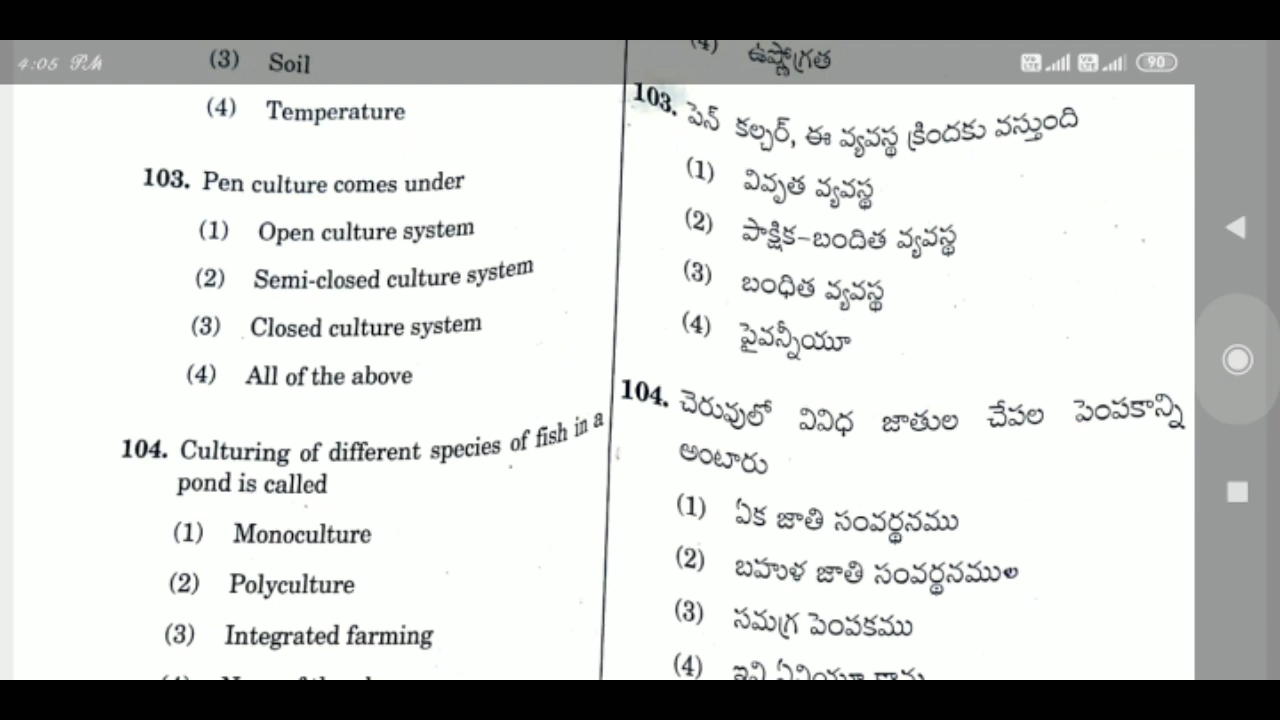 4:05 PM
90
(3) Soil
(4) Temperature
103. Pen culture comes under
(1) Open culture system
(2) Semi-closed culture system
(3) Closed culture system
(4) All of the above
104. Culturing of different species of fish in a
pond is called
(1) Monoculture
(2) Polyculture
(3) Integrated farming
(4) ఉష్ణోగ్రత
103. పెన్ కల్చర్, ఈ వ్యవస్థ క్రిందకు వస్తుంది
(1) వివృత వ్యవస్థ
(2) పాక్షిక-బందిత వ్యవస్థ
(3) బంధిత వ్యవస్థ
(4) పైవన్నీయూ
104. చెరువులో వివిధ జాతుల చేపల పెంపకాన్ని
అంటారు
(1) ఏక జాతి సంవర్థనము
(2) బహుళ జాతి సంవర్థనముల
(3) సమగ్ర పెంపకము
(4)